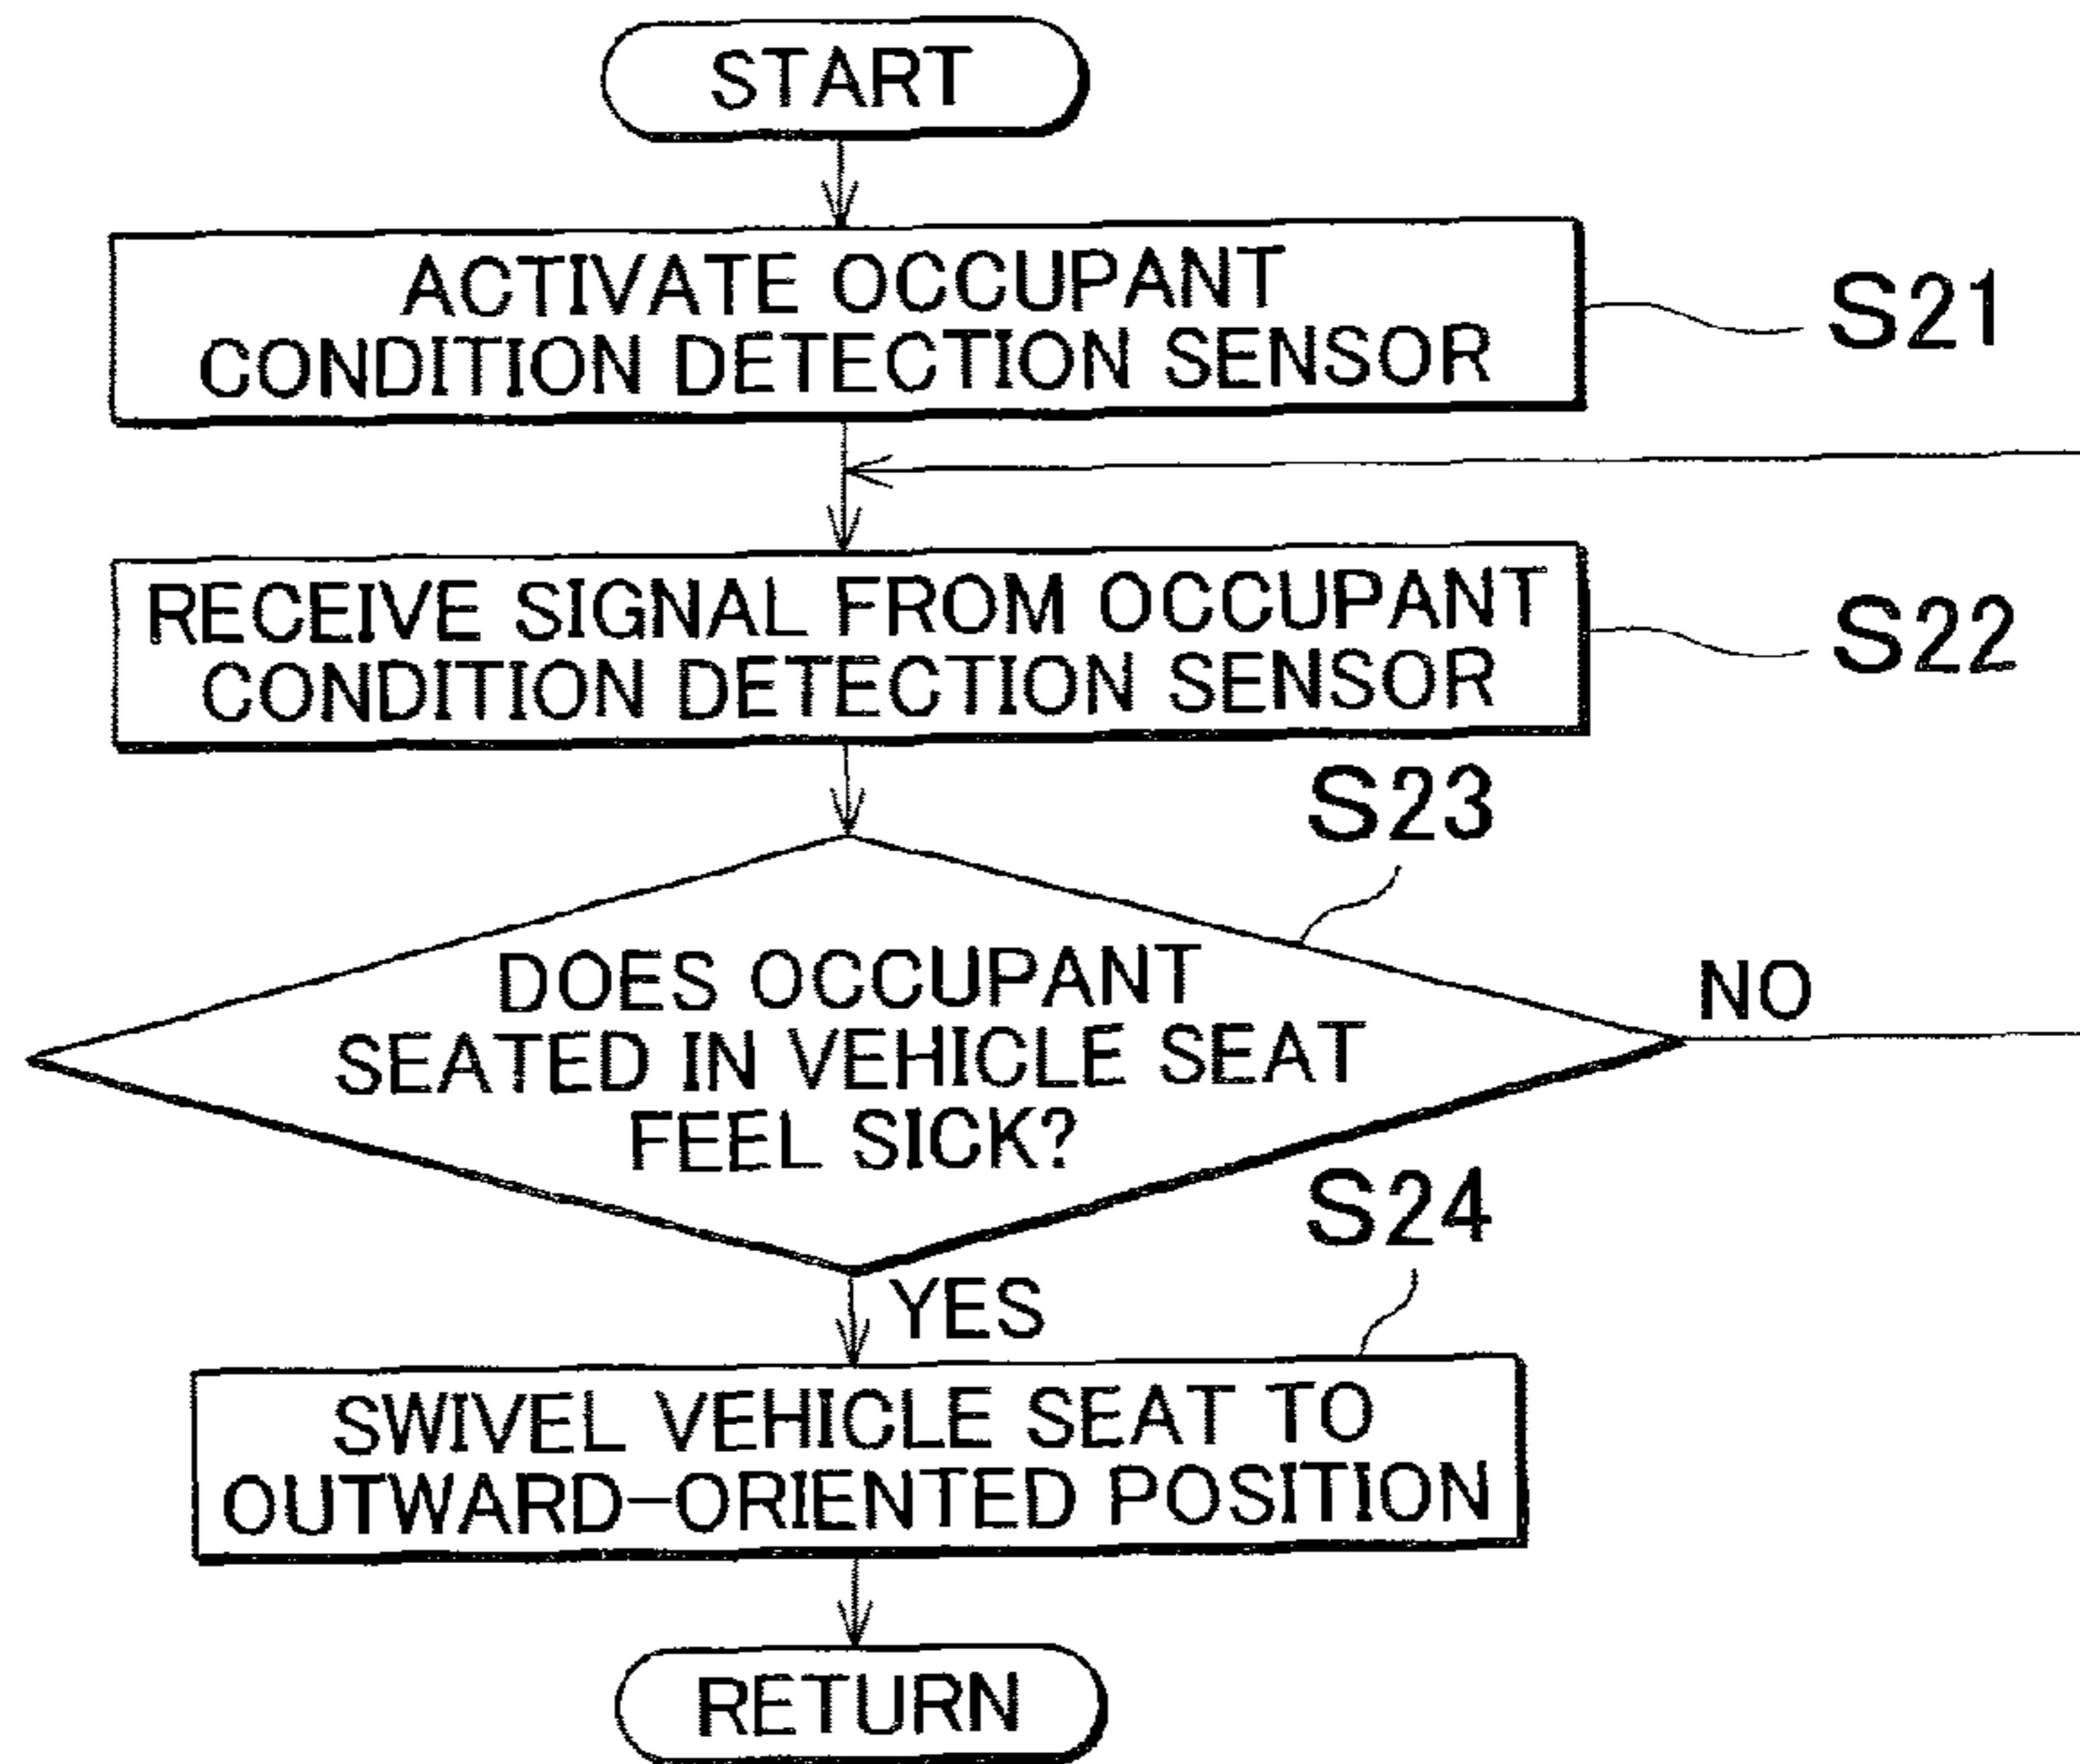 START
ACTIVATE OCCUPANT
CONDITION DETECTION SENSOR
S21
RECEIVE SIGNAL FROM OCCUPANT
CONDITION DETECTION SENSOR
S22
S23
DOES OCCUPANT
SEATED IN VEHICLE SEAT
FEEL SICK?
NO
YES
S24
SWIVEL VEHICLE SEAT TO
OUTWARD-ORIENTED POSITION
RETURN